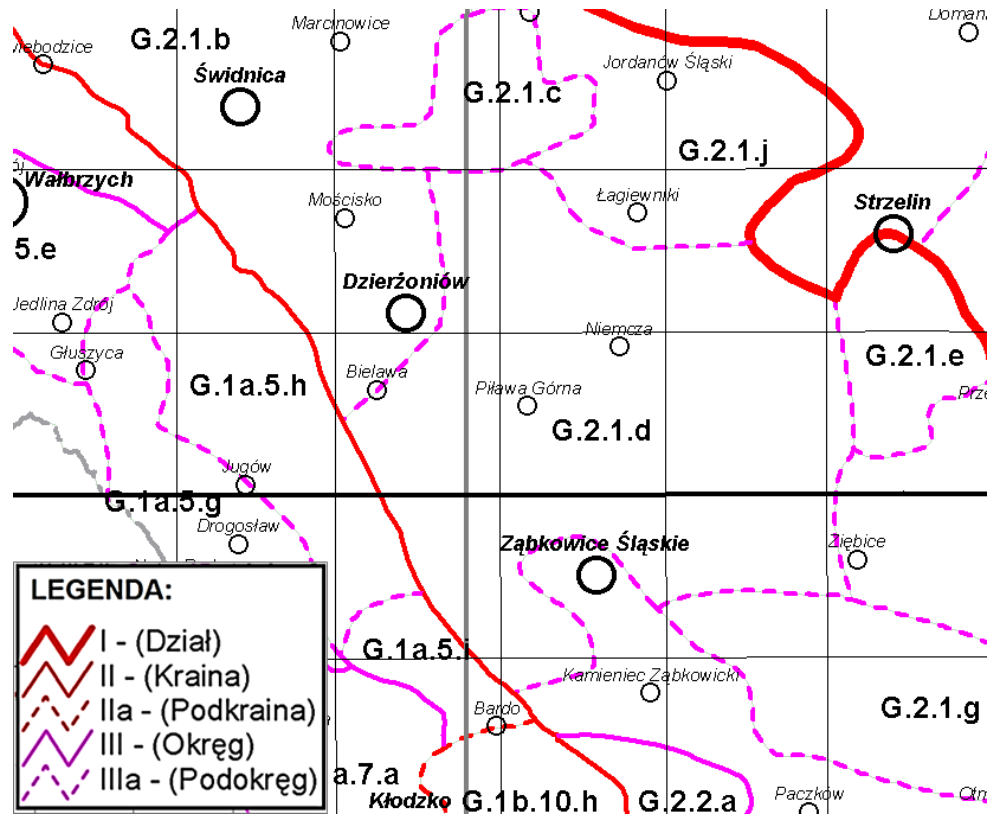 Marcinowice
G.2.1.b
Świdnica
Jordanów Śląski
G.2.1.c
G.2.1.j
Wałbrzych
Mościsko
Łagiewniki
Strzelin
5.e
Dzierżoniów
Jedlina Zdrój
Niemcza
Głuszyca
G.2.1.e
G.1a.5.h
Bielawa
Piława Górna
G.2.1.d
Jugów
G.1a.5.g
Drogosław
Ząbkowice Śląskie
Ziębice
LEGENDA:
I - (Dział)
II - (Kraina)
IIa - (Podkraina)
III - (Okręg)
IIIa - (Podokręg)
G.1a.5.i
Kamieniec Ząbkowicki
Bardo
G.2.1.g
a.7.a
Kłodzko
G.1b.10.h
G.2.2.a
Paczków